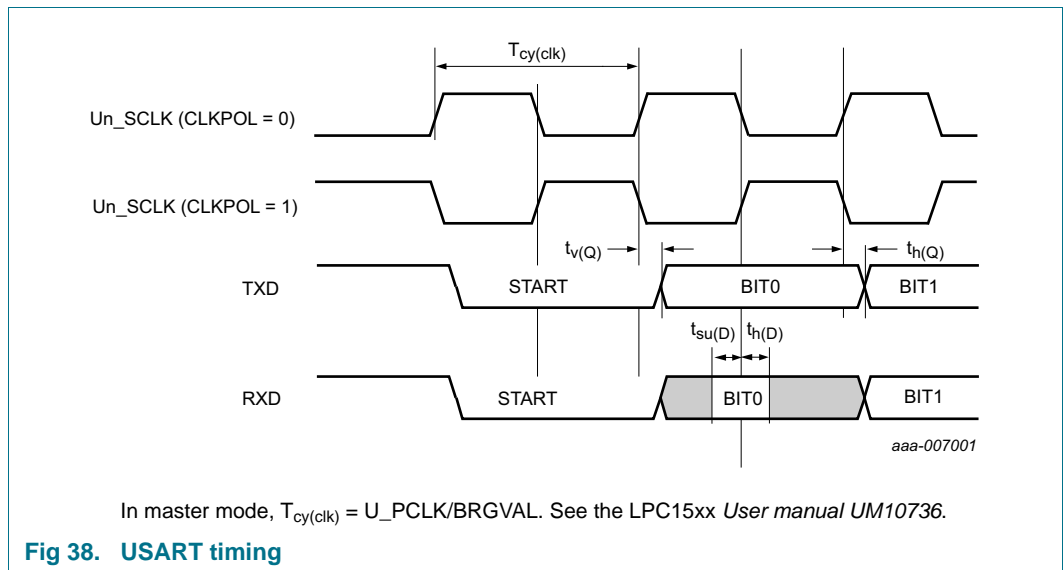 Tcy(clk)
Un_SCLK (CLKPOL = 0)
Un_SCLK (CLKPOL = 1)
tv(Q)
th(Q)
TXD
START
BIT0
BIT1
tsu(D)
th(D)
RXD
START
BIT0
BIT1
aaa-007001
In master mode, Tcy(clk) = U_PCLK/BRGVAL. See the LPC15xx User manual UM10736.
Fig 38. USART timing